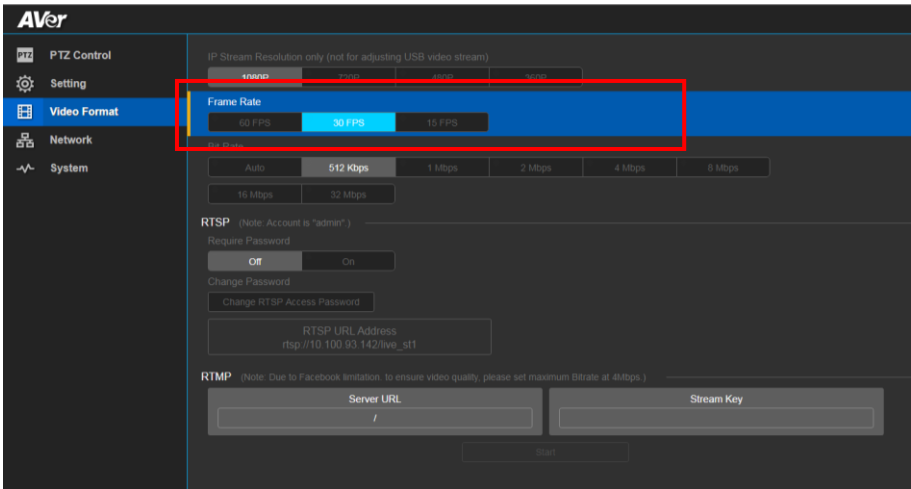 AVer
PTZ PTZ Control
Setting
Video Format
Network
System
IP Stream Resolution only (not for adjusting USB video stream)
1080P 720P 480P 360P
Frame Rate
60 FPS 30 FPS 15 FPS
Bit Rate
Auto 512 Kbps 1 Mbps 2 Mbps 4 Mbps 8 Mbps
16 Mbps 32 Mbps
RTSP (Note: Account is "admin".)
Require Password
Off On
Change Password
Change RTSP Access Password
RTSP URL Address
rtsp://10.100.93.142/live_st1
RTMP (Note: Due to Facebook limitation. to ensure video quality, please set maximum Bitrate at 4Mbps.)
Server URL Stream Key
/
Start